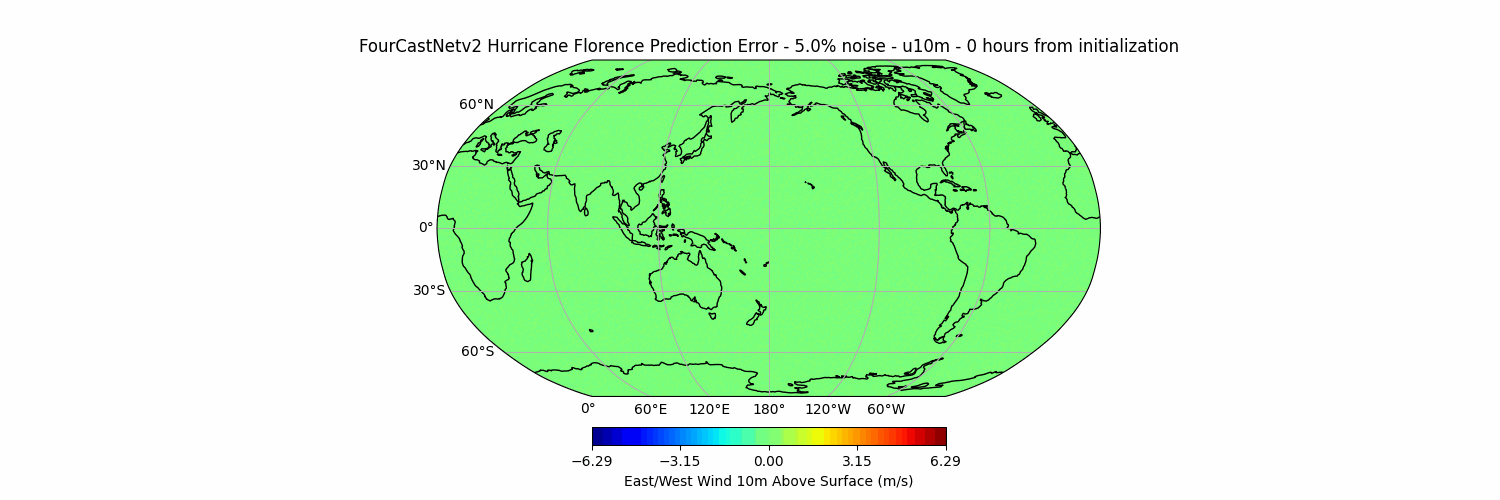 FourCastNetv2 Hurricane Florence Prediction Error - 5.0% noise - u10m - 0 hours from initialization
60°N
30°N
0°
30°S
60°S
0° 60°E 120°E 180° 120°W 60°W
−6.29 −3.15 0.00 3.15 6.29
East/West Wind 10m Above Surface (m/s)